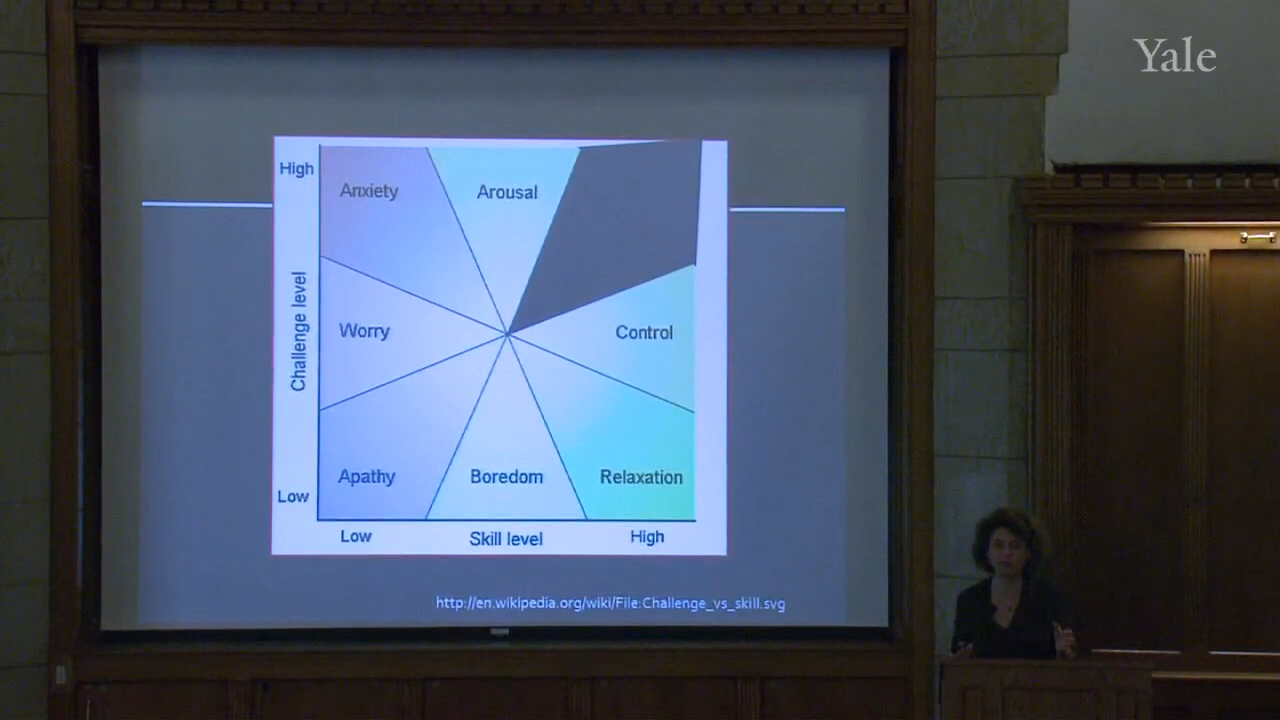 Yale
High
Anxiety
Arousal
Challenge level
Worry
Control
Apathy
Boredom
Relaxation
Low
Low
Skill level
High
http://en.wikipedia.org/wiki/File:Challenge_vs_skill.svg